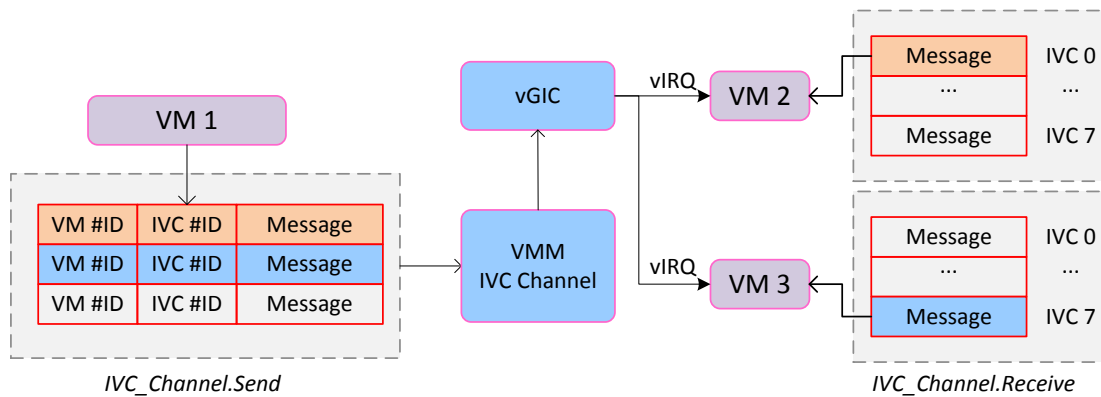 VM 1
VM #ID IVC #ID Message
VM #ID IVC #ID Message
VM #ID IVC #ID Message
IVC_Channel.Send
vGIC
VMM
IVC Channel
vIRQ
VM 2
vIRQ
VM 3
Message IVC 0
... ...
Message IVC 7
Message IVC 0
... ...
Message IVC 7
IVC_Channel.Receive